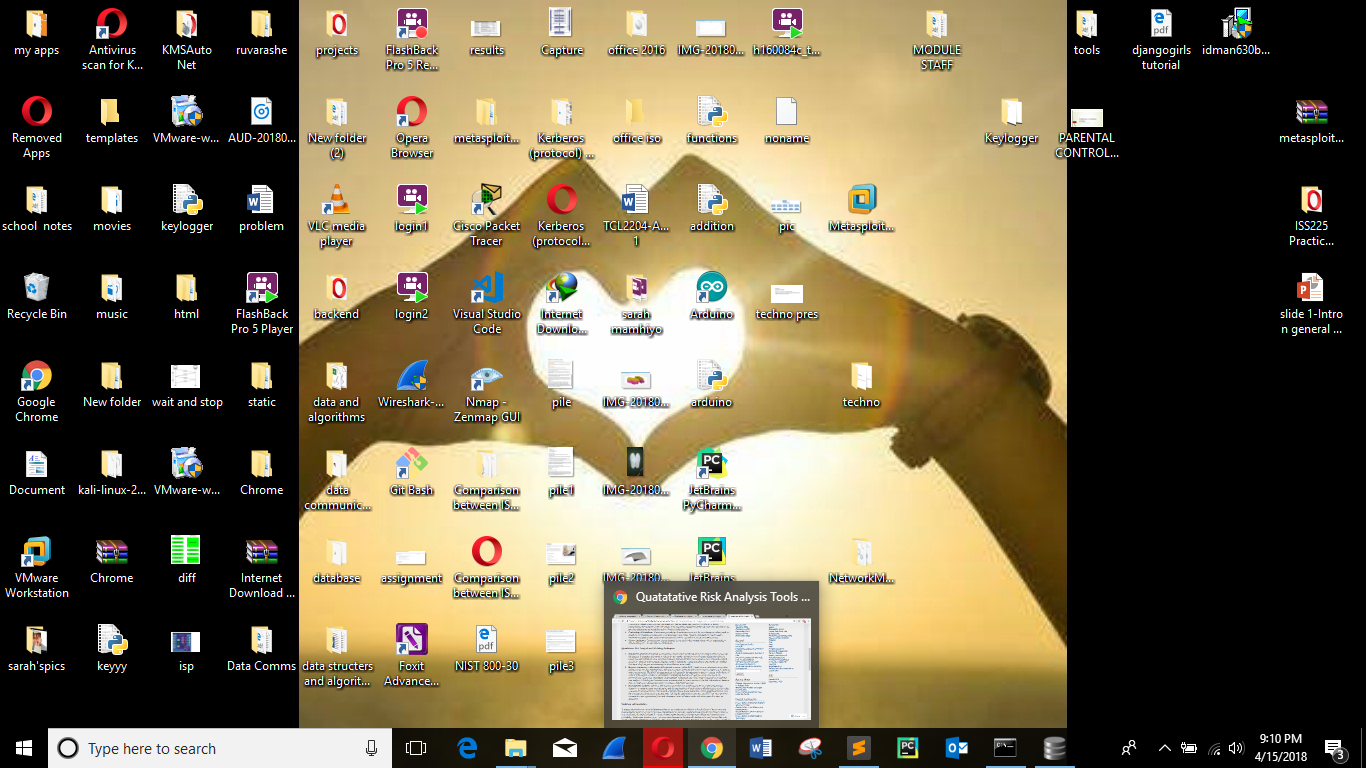 my apps
Antivirus scan for K...
KMSAuto Net
ruvarashe
projects
FlashBack Pro 5 Re...
results
Capture
office 2016
IMG-20180...
h160084c_t...
MODULE STAFF
tools
djangogirls tutorial
idman630b...
Removed Apps
templates
VMware-w...
AUD-20180...
New folder (2)
Opera Browser
metasploit...
Kerberos (protocol) ...
office iso
functions
noname
Keylogger
PARENTAL CONTROL...
metasploit...
school notes
movies
keylogger
problem
VLC media player
login1
Cisco Packet Tracer
Kerberos (protocol...
TCL2204-A... 1
addition
pic
Metasploit...
ISS225 Practic...
Recycle Bin
music
html
FlashBack Pro 5 Player
backend
login2
Visual Studio Code
Internet Downlo...
sarah mamhiyo
Arduino
techno pres
slide 1-Intro n general ...
Google Chrome
New folder
wait and stop
static
data and algorithms
Wireshark-...
Nmap - Zenmap GUI
pile
IMG-20180...
arduino
techno
Document
kali-linux-2...
VMware-w...
Chrome
data communic...
Git Bash
Comparison between IS...
pile1
IMG-20180...
JetBrains PyCharm...
VMware Workstation
Chrome
diff
Internet Download ...
database
assignment
Comparison between IS...
pile2
IMG-20180...
JetBrains
NetworkM...
Quatatative Risk Analysis Tools ...
sarah'spics
keyyy
isp
Data Comms
data structers and algorit...
Foxit Advance...
NIST 800-30
pile3
Type here to search
9:10 PM
4/15/2018
3